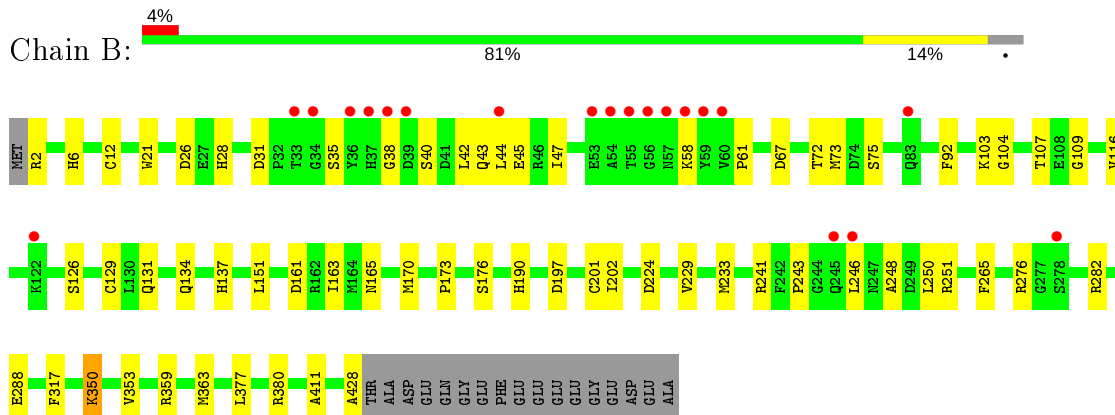 4%
Chain B:
81% 14% •
MET R2 H6 C12 W21 D26 E27 H28 D31 P32 T33 G34 S35 Y36 H37 G38 D39 S40 D41 L42 Q43 L44 E45 R46 I47 E53 A54 T55 G56 N57 K58 Y59 V60 P61 D67 T72 M73 D74 S75 Q83 F92 K103 G104 T107 E108 G109 V116
K122 S126 C129 L130 Q131 Q134 H137 L151 D161 R162 I163 M164 N165 M170 P173 S176 H190 D197 C201 I202 D224 V229 M233 R241 F242 P243 G244 Q245 L246 N247 A248 D249 L250 R251 F265 R276 G277 S278 R282
E288 F317 K350 V353 R359 M363 L377 R380 A411 A428 THR ALA ASP GLU GLN GLY GLU PHE GLU GLU GLU GLU GLY GLU ASP GLU ALA